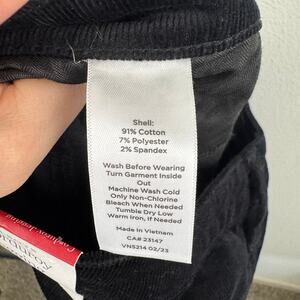 Shell:
91% Cotton
7% Polyester
2% Spandex
Wash Before Wearing
Turn Garment Inside
Out
Machine Wash Cold
Only Non-Chlorine
Bleach When Needed
Tumble Dry Low
Warm Iron, If Needed
Made In Vietnam
CA# 23147
VN5214 02/23